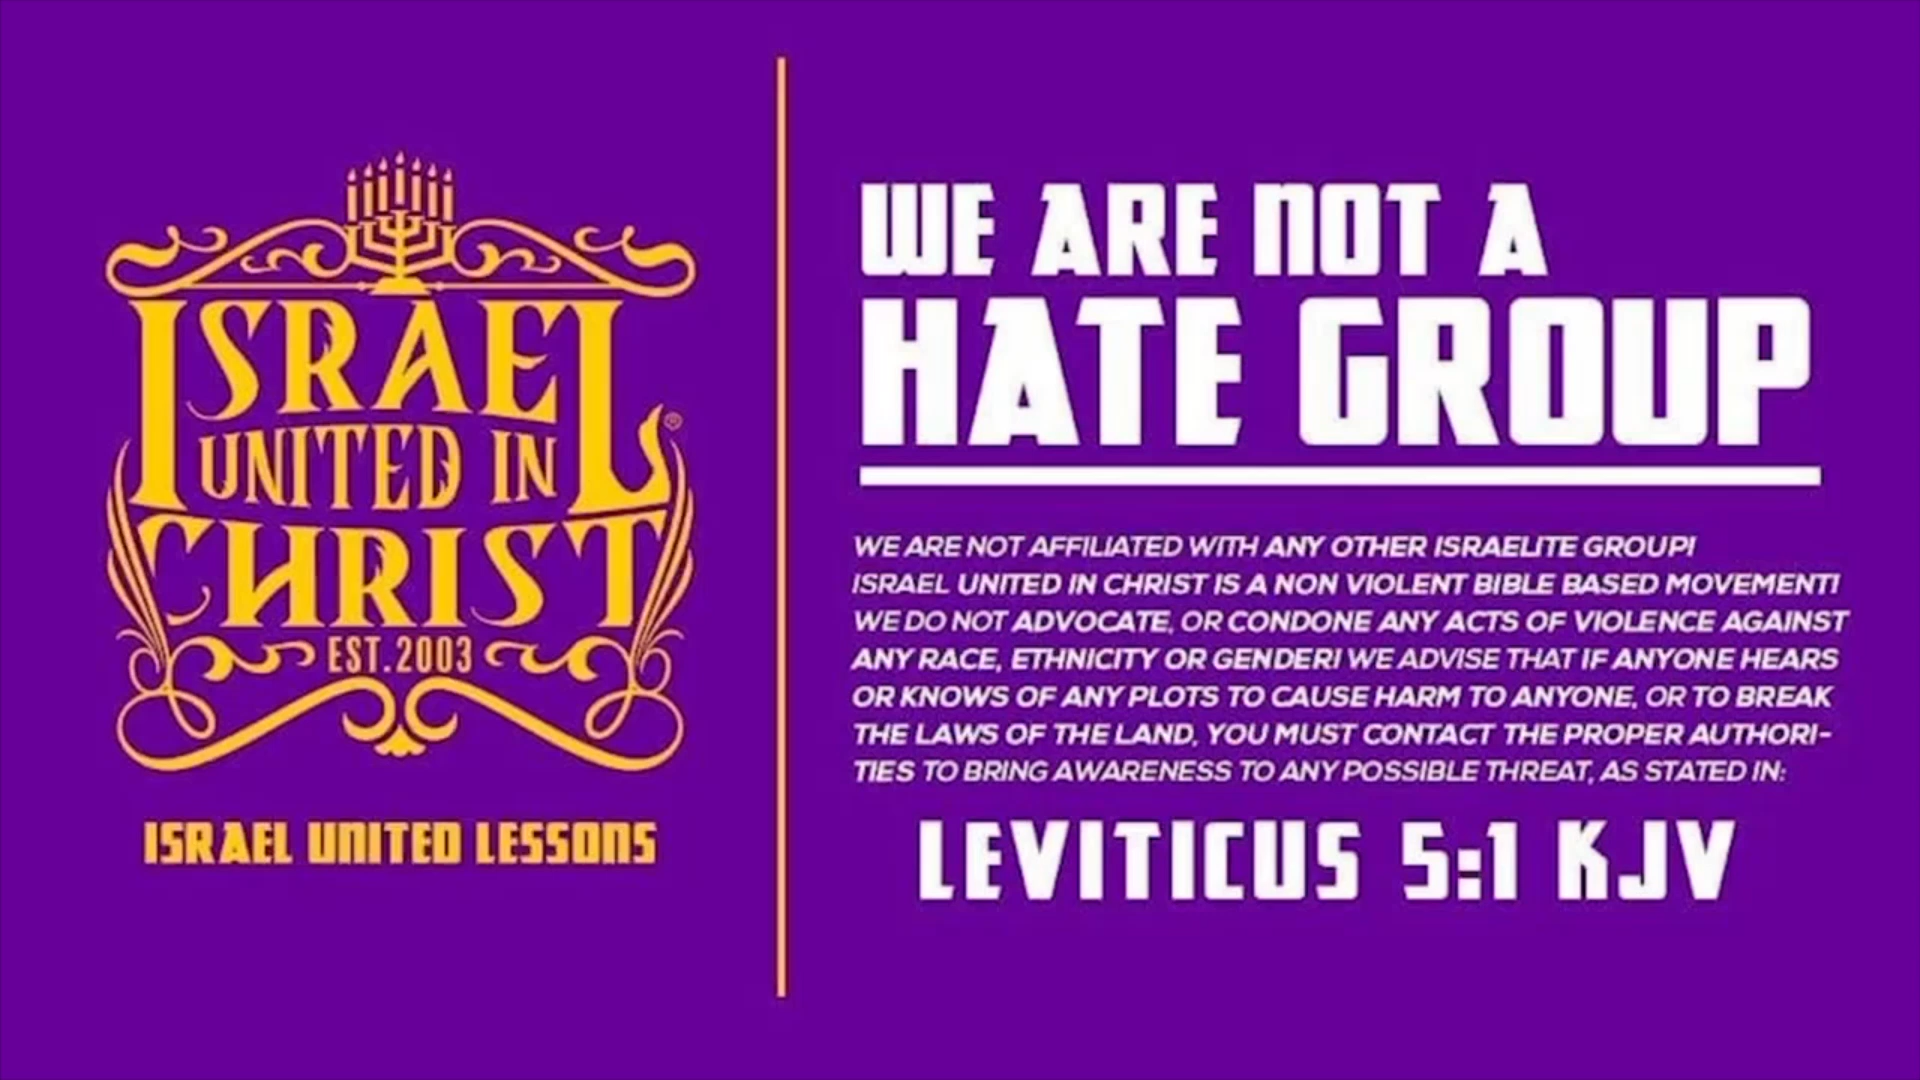 ISRAEL
UNITED IN
CHRIST
EST.2003
ISRAEL UNITED LESSONS
WE ARE NOT A
HATE GROUP
WE ARE NOT AFFILIATED WITH ANY OTHER ISRAELITE GROUP!
ISRAEL UNITED IN CHRIST IS A NON VIOLENT BIBLE BASED MOVEMENT!
WE DO NOT ADVOCATE, OR CONDONE ANY ACTS OF VIOLENCE AGAINST
ANY RACE, ETHNICITY OR GENDER! WE ADVISE THAT IF ANYONE HEARS
OR KNOWS OF ANY PLOTS TO CAUSE HARM TO ANYONE, OR TO BREAK
THE LAWS OF THE LAND, YOU MUST CONTACT THE PROPER AUTHORI-
TIES TO BRING AWARENESS TO ANY POSSIBLE THREAT, AS STATED IN:
LEVITICUS 5:1 KJV